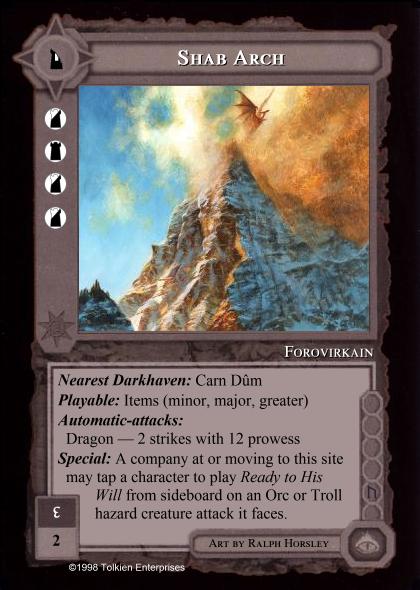 SHAB ARCH
FOROVIRKAIN
Nearest Darkhaven: Carn Dûm
Playable: Items (minor, major, greater)
Automatic-attacks:
Dragon — 2 strikes with 12 prowess
Special: A company at or moving to this site
may tap a character to play Ready to His
Will from sideboard on an Orc or Troll
hazard creature attack it faces.
ε
2
ART BY RALPH HORSLEY
©1998 Tolkien Enterprises